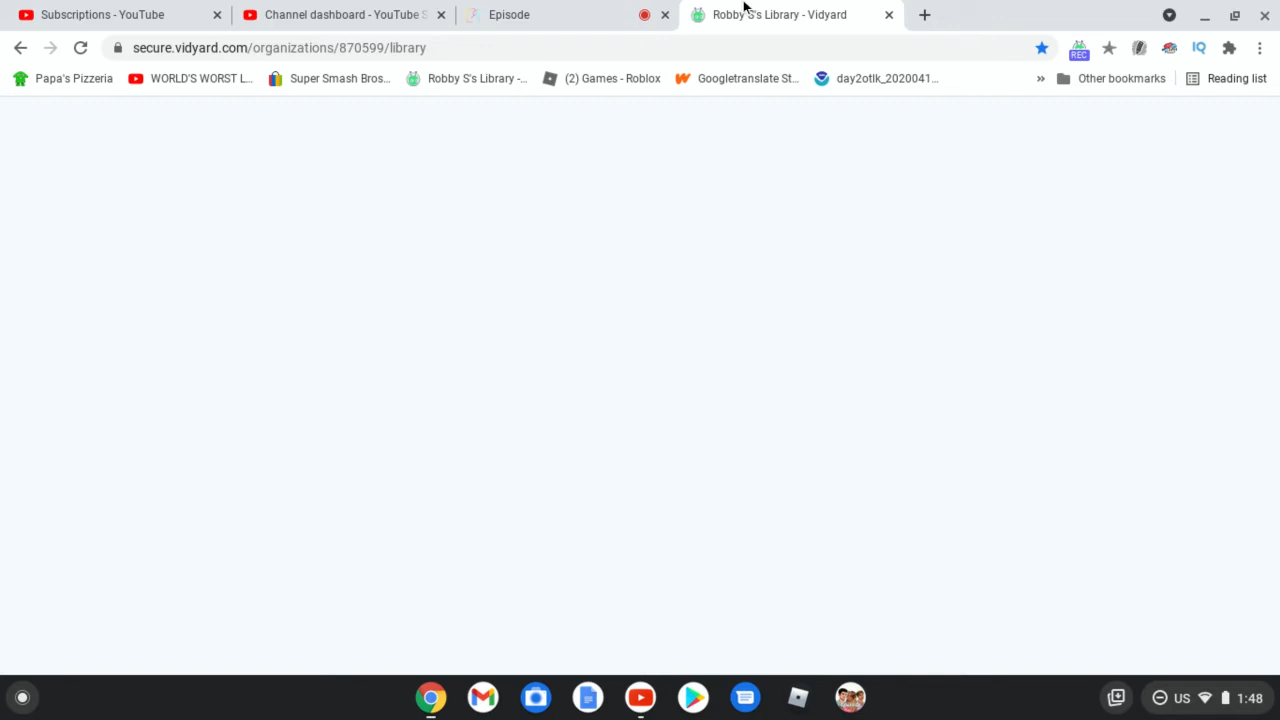 Subscriptions - YouTube
Channel dashboard - YouTube S
Episode
Robby S's Library - Vidyard
secure.vidyard.com/organizations/870599/library
REC
IQ
Papa's Pizzeria
WORLD'S WORST L...
Super Smash Bros...
Robby S's Library -...
(2) Games - Roblox
Googletranslate St...
day2otlk_2020041...
»
Other bookmarks
Reading list
US
1:48